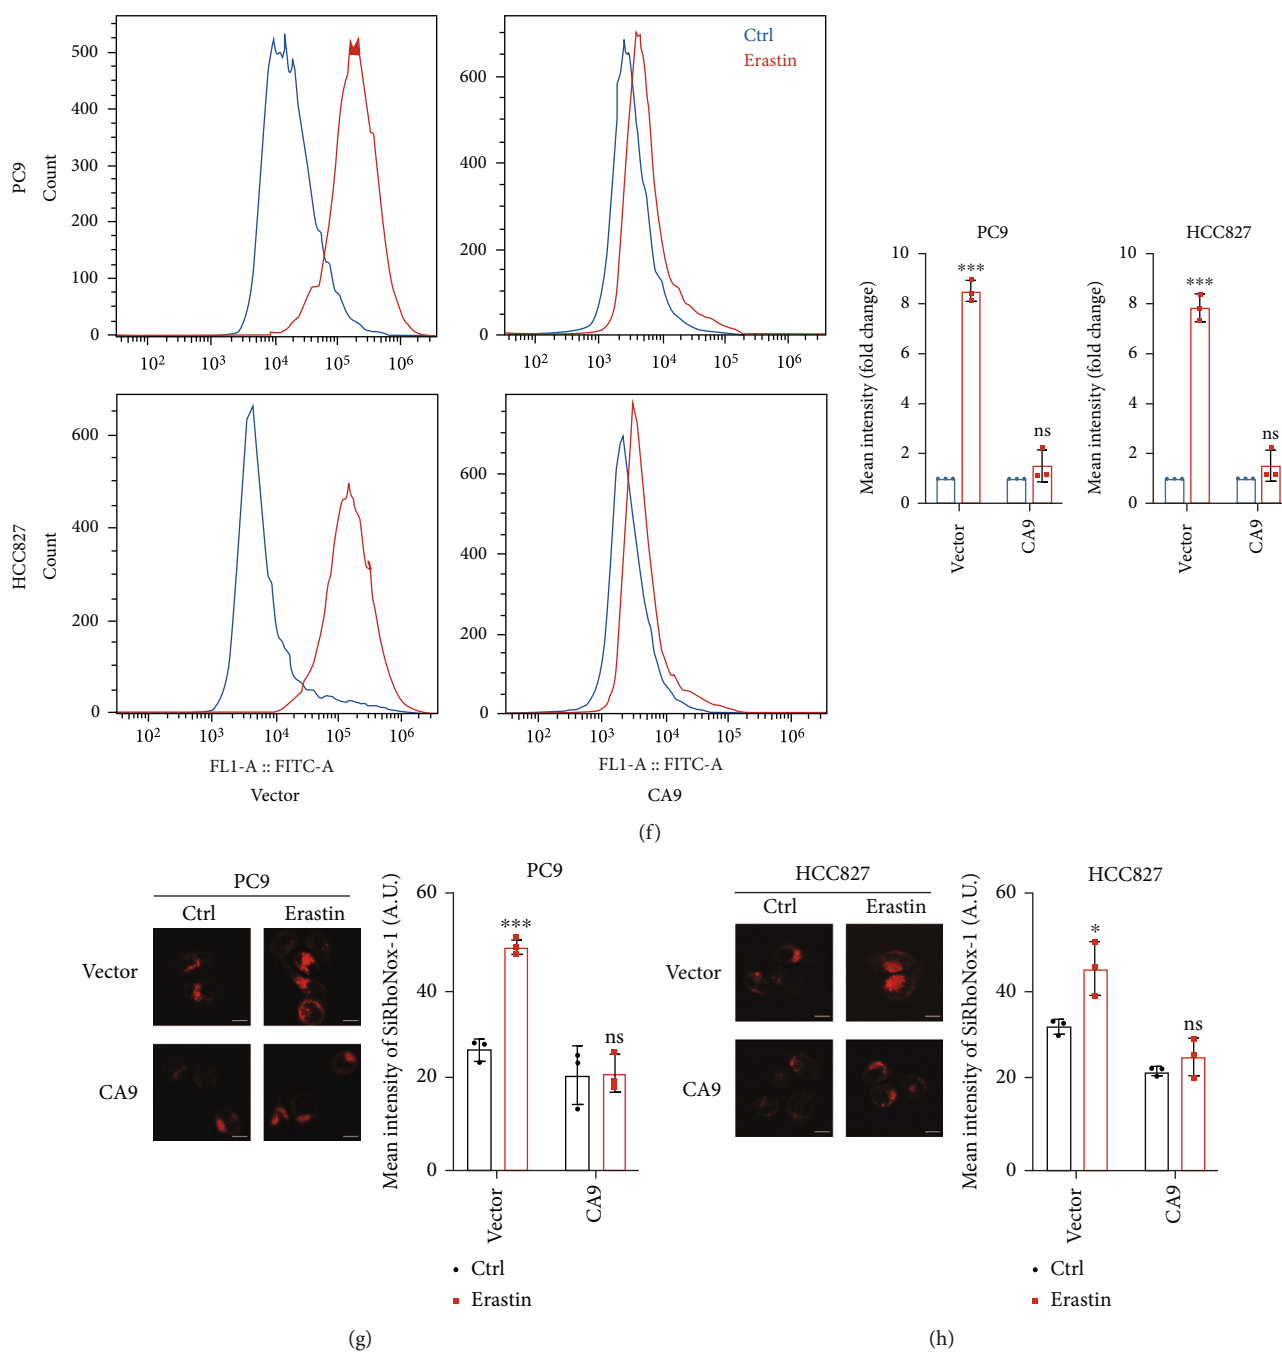 PC9
Count
500
400
300
200
100
0
10² 10³ 10⁴ 10⁵ 10⁶
Ctrl
Erastin
600
400
200
0
10² 10³ 10⁴ 10⁵ 10⁶
HCC827
Count
600
400
200
0
10² 10³ 10⁴ 10⁵ 10⁶
FL1-A :: FITC-A
Vector
600
400
200
0
10² 10³ 10⁴ 10⁵ 10⁶
FL1-A :: FITC-A
CA9
PC9
Mean intensity (fold change)
10
8
6
4
2
0
***
ns
Vector CA9
HCC827
Mean intensity (fold change)
10
8
6
4
2
0
***
ns
Vector CA9
(f)
PC9
Ctrl Erastin
Vector
CA9
PC9
Mean intensity of SiRhoNox-1 (A.U.)
60
40
20
0
***
ns
Vector CA9
Ctrl
Erastin
(g)
HCC827
Ctrl Erastin
Vector
CA9
HCC827
Mean intensity of SiRhoNox-1 (A.U.)
60
40
20
0
*
ns
Vector CA9
Ctrl
Erastin
(h)